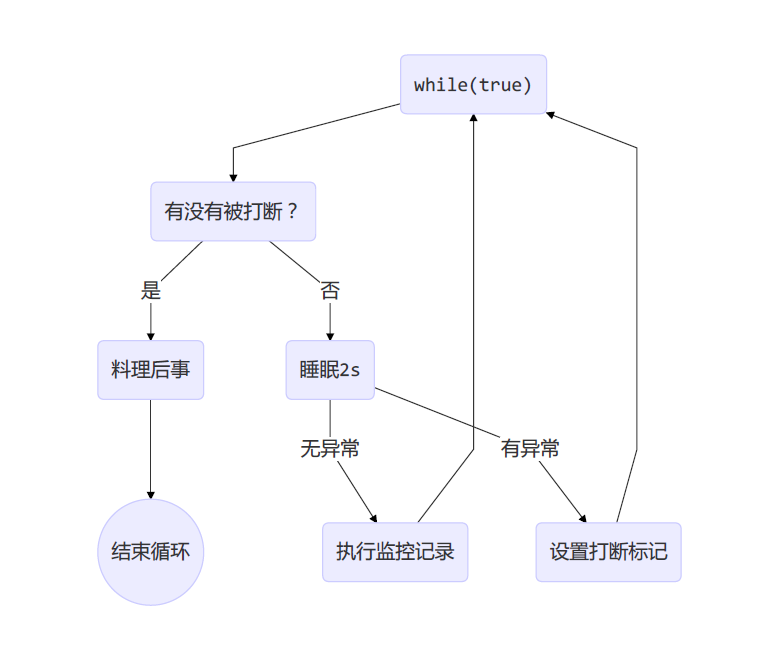 while(true)
有没有被打断？
是
否
料理后事
睡眠2s
无异常
有异常
结束循环
执行监控记录
设置打断标记